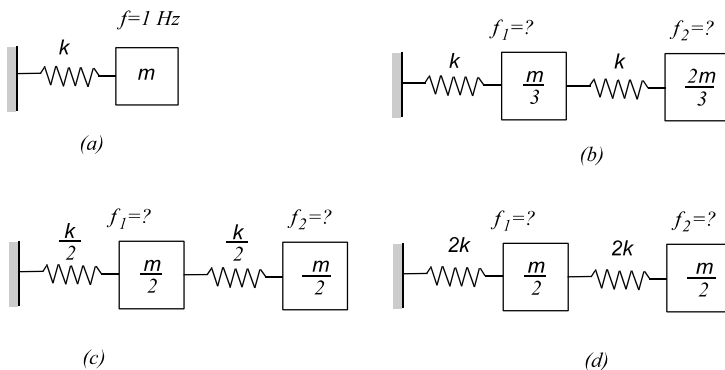 f=1 Hz
k
m
(a)
f₁=?
f₂=?
k
m/3
k
2m/3
(b)
f₁=?
f₂=?
k/2
m/2
k/2
m/2
(c)
f₁=?
f₂=?
2k
m/2
2k
m/2
(d)